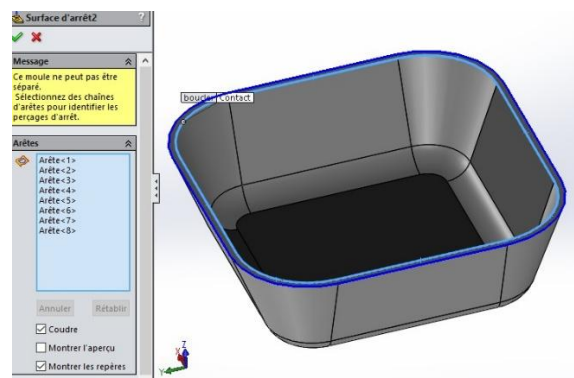 Surface d'arrêt2
?
Message
Ce moule ne peut pas être
séparé.
Sélectionnez des chaînes
d'arêtes pour identifier les
perçages d'arrêt.
Arêtes
Arête<1>
Arête<2>
Arête<3>
Arête<4>
Arête<5>
Arête<6>
Arête<7>
Arête<8>
Annuler Rétablir
Coudre
Montrer l'aperçu
Montrer les repères
boucle: Contact
Z
X
Y